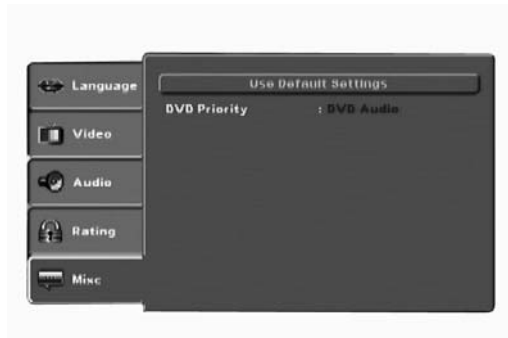 Language
Video
Audio
Rating
Misc
Use Default Settings
DVD Priority : DVD Audio